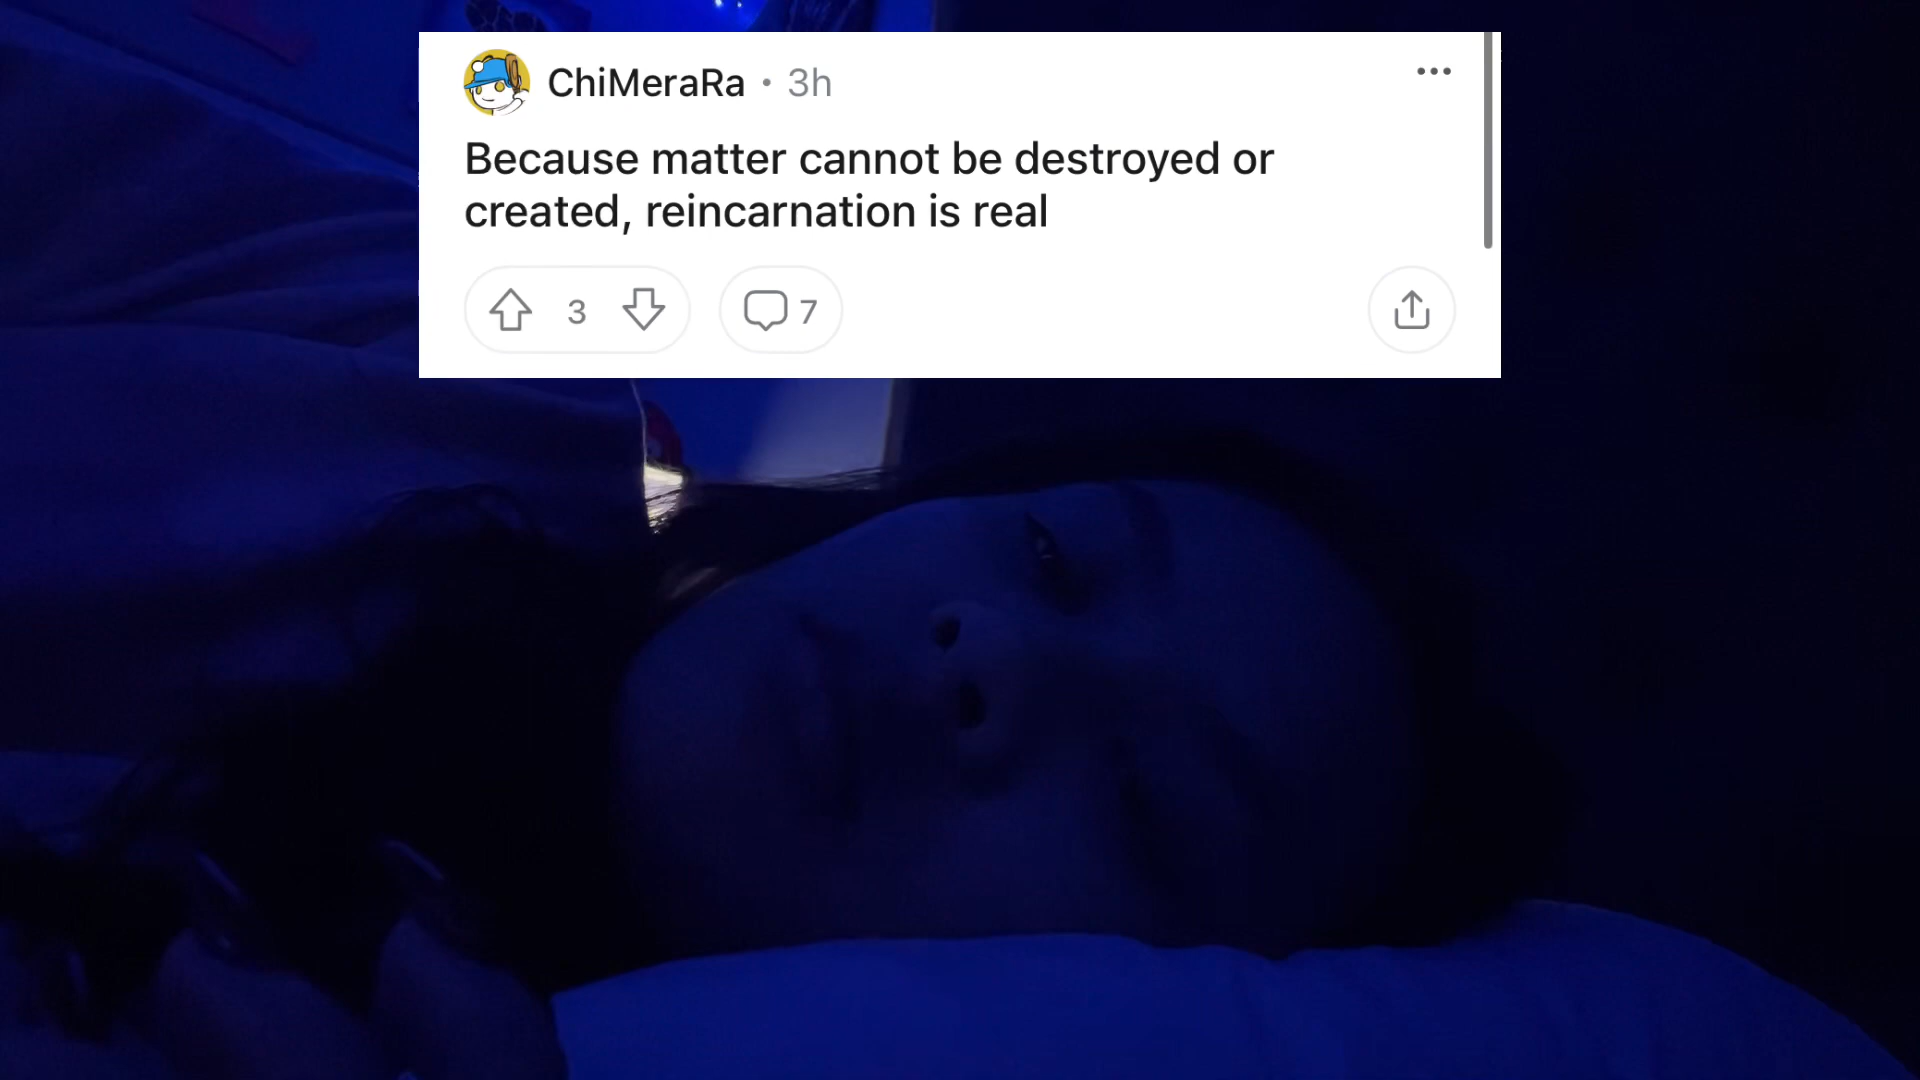 ChiMeraRa • 3h
Because matter cannot be destroyed or
created, reincarnation is real
3 7